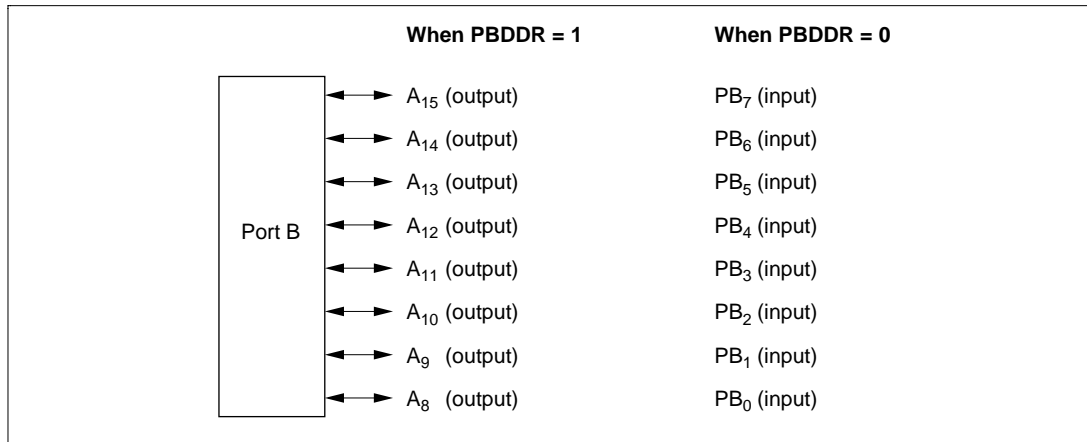 When PBDDR = 1 When PBDDR = 0
A15 (output) PB7 (input)
A14 (output) PB6 (input)
A13 (output) PB5 (input)
Port B A12 (output) PB4 (input)
A11 (output) PB3 (input)
A10 (output) PB2 (input)
A9 (output) PB1 (input)
A8 (output) PB0 (input)